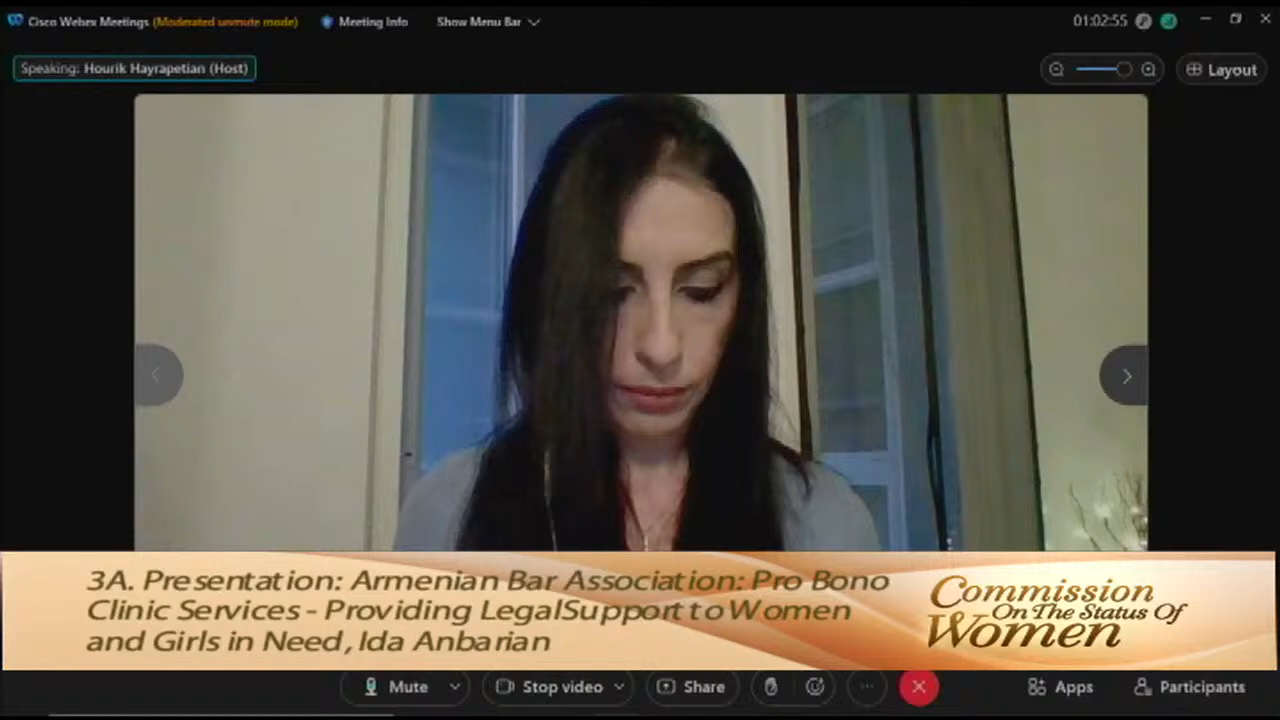 Cisco Webex Meetings (Moderated unmute mode) Meeting Info Show Menu Bar 01:02:55
Speaking: Hourik Hayrapetian (Host) Layout
3A. Presentation: Armenian Bar Association: Pro Bono
Clinic Services - Providing LegalSupport to Women
and Girls in Need, Ida Anbarian
Commission
On The Status Of
Women
Mute Stop video Share Apps Participants